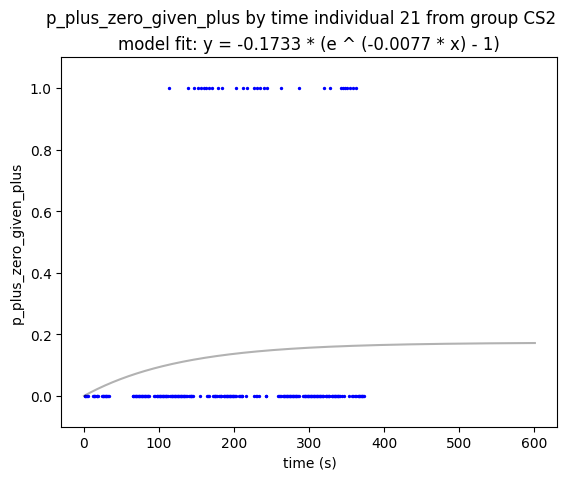 p_plus_zero_given_plus by time individual 21 from group CS2
model fit: y = -0.1733 * (e ^ (-0.0077 * x) - 1)
p_plus_zero_given_plus
1.0
0.8
0.6
0.4
0.2
0.0
0 100 200 300 400 500 600
time (s)